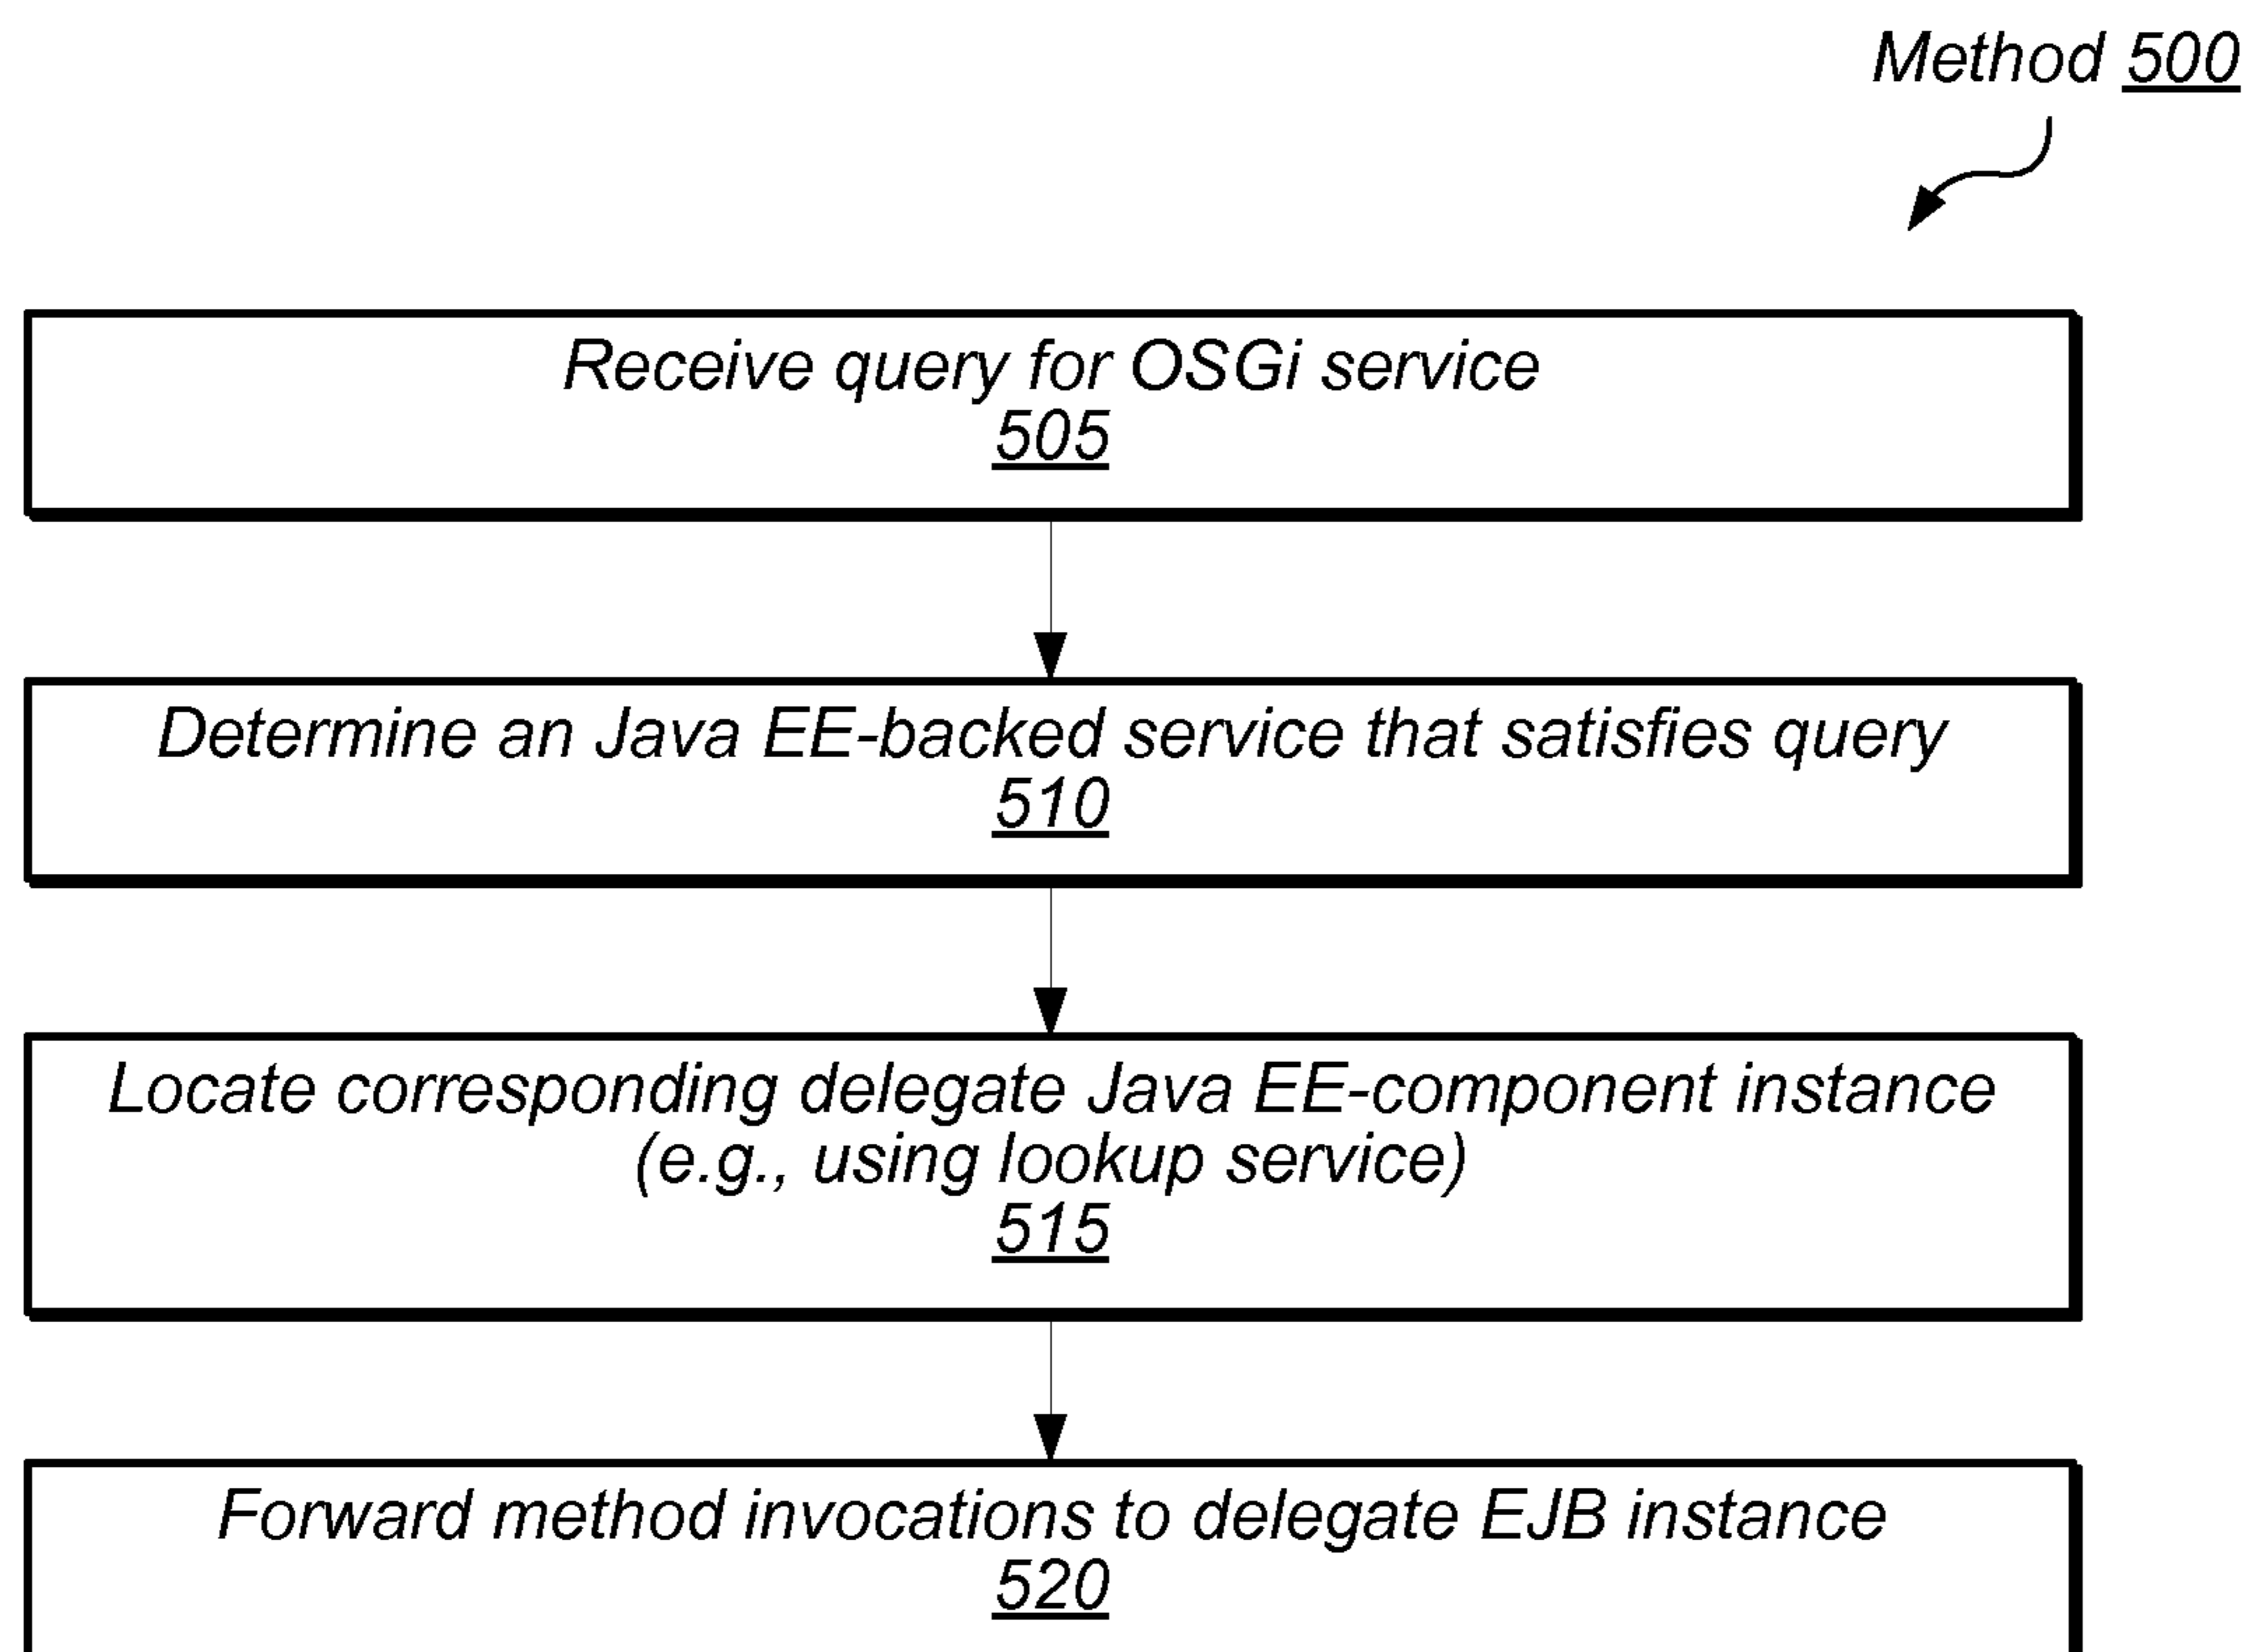 Method 500
Receive query for OSGi service
505
Determine an Java EE-backed service that satisfies query
510
Locate corresponding delegate Java EE-component instance
(e.g., using lookup service)
515
Forward method invocations to delegate EJB instance
520